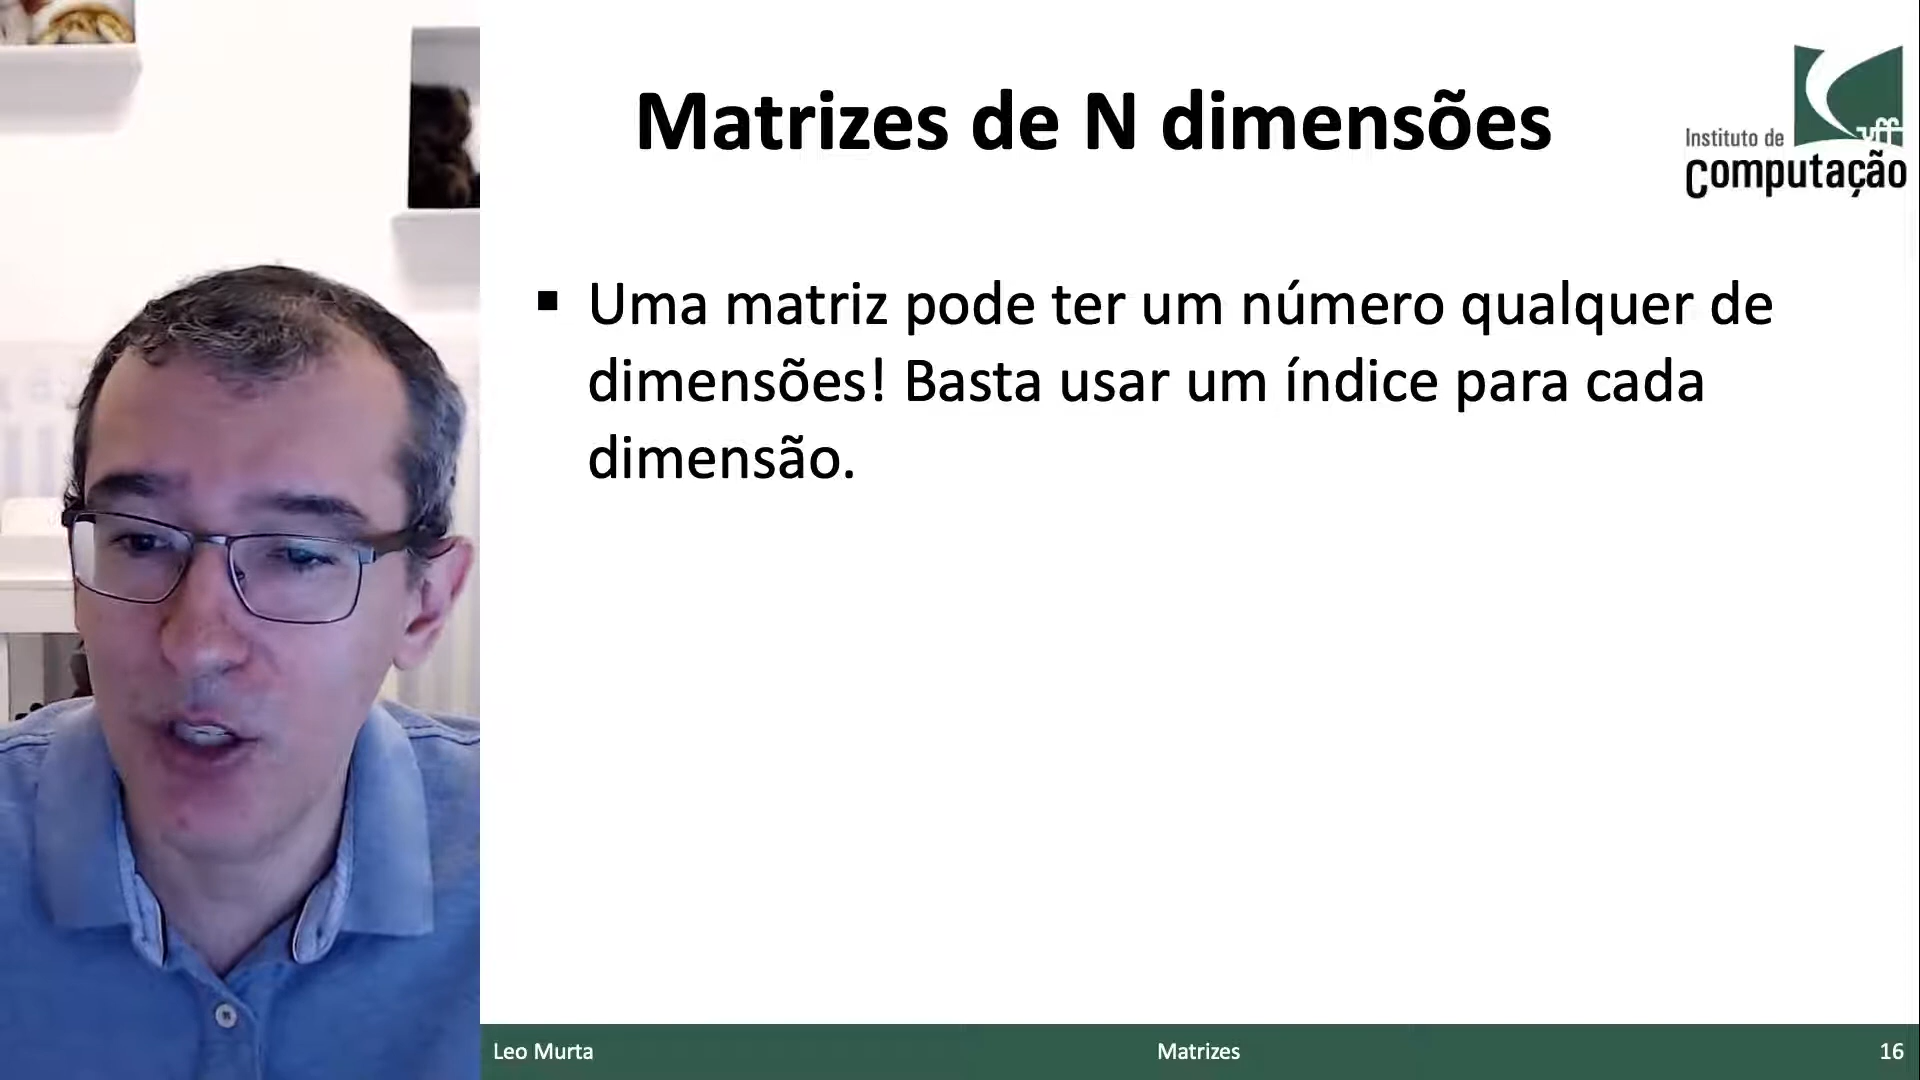 Matrizes de N dimensões
Instituto de
uff
Computação
▪ Uma matriz pode ter um número qualquer de
dimensões! Basta usar um índice para cada
dimensão.
Leo Murta
Matrizes
16